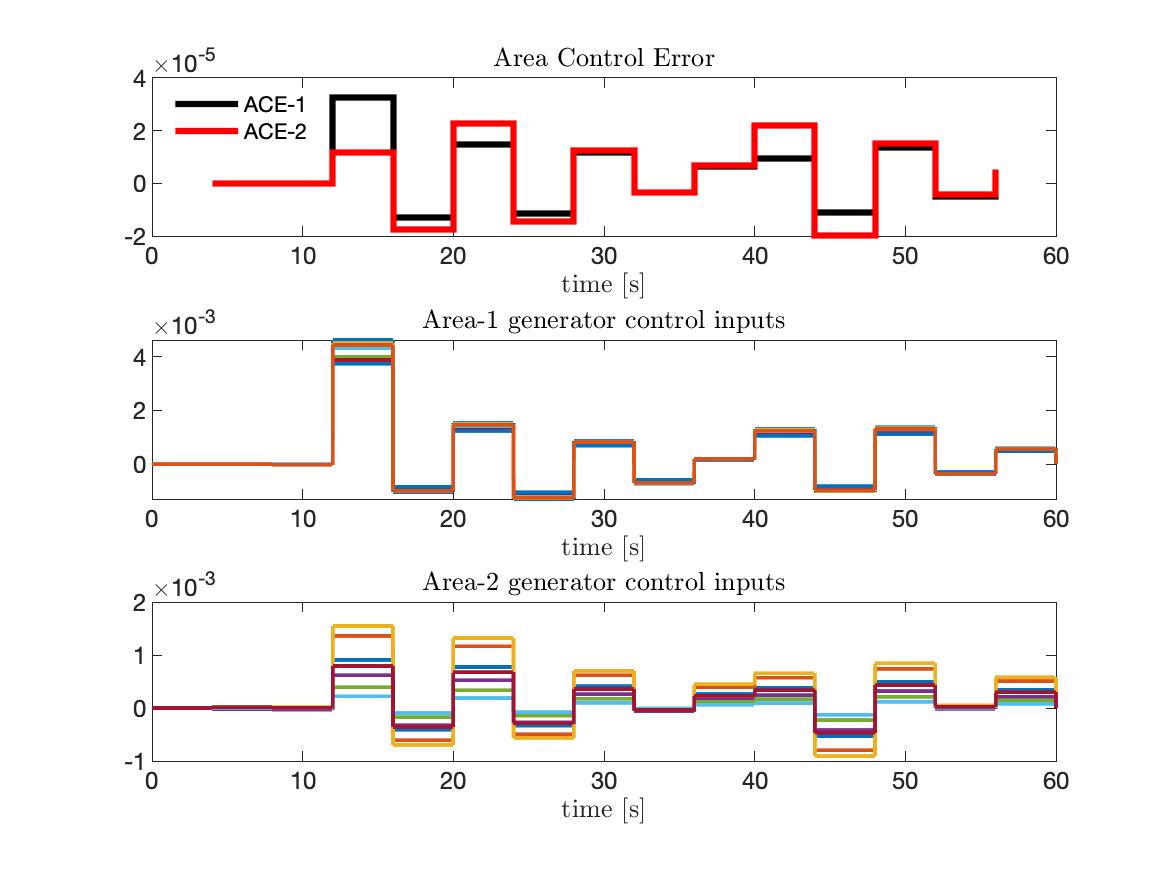 Area Control Error
×10-5
4
2
0
-2
ACE-1
ACE-2
0 10 20 30 40 50 60
time [s]
Area-1 generator control inputs
×10-3
4
2
0
0 10 20 30 40 50 60
time [s]
Area-2 generator control inputs
×10-3
2
1
0
-1
0 10 20 30 40 50 60
time [s]